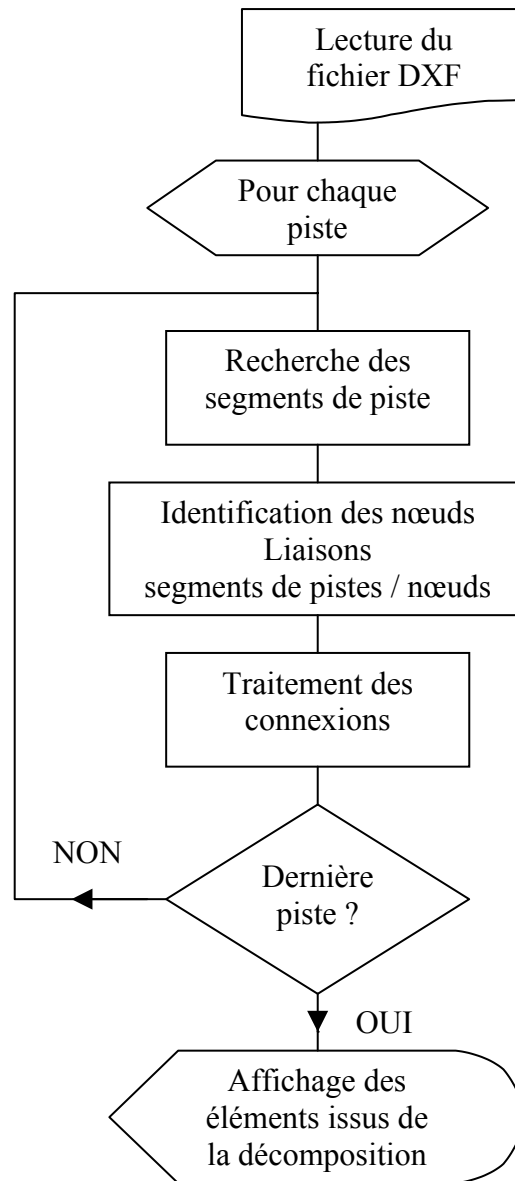 Lecture du
fichier DXF
Pour chaque
piste
Recherche des
segments de piste
Identification des nœuds
Liaisons
segments de pistes / nœuds
Traitement des
connexions
NON
Dernière
piste ?
OUI
Affichage des
éléments issus de
la décomposition